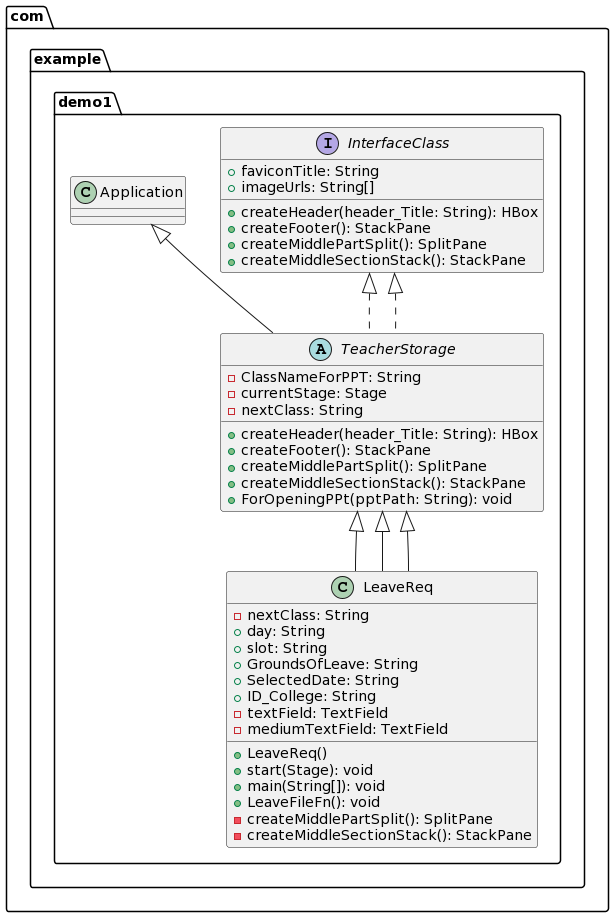 com
example
demo1
I InterfaceClass
faviconTitle: String
imageUrls: String[]
createHeader(header_Title: String): HBox
createFooter(): StackPane
createMiddlePartSplit(): SplitPane
createMiddleSectionStack(): StackPane
C Application
A TeacherStorage
ClassNameForPPT: String
currentStage: Stage
nextClass: String
createHeader(header_Title: String): HBox
createFooter(): StackPane
createMiddlePartSplit(): SplitPane
createMiddleSectionStack(): StackPane
ForOpeningPPt(pptPath: String): void
C LeaveReq
nextClass: String
day: String
slot: String
GroundsOfLeave: String
SelectedDate: String
ID_College: String
textField: TextField
mediumTextField: TextField
LeaveReq()
start(Stage): void
main(String[]): void
LeaveFileFn(): void
createMiddlePartSplit(): SplitPane
createMiddleSectionStack(): StackPane